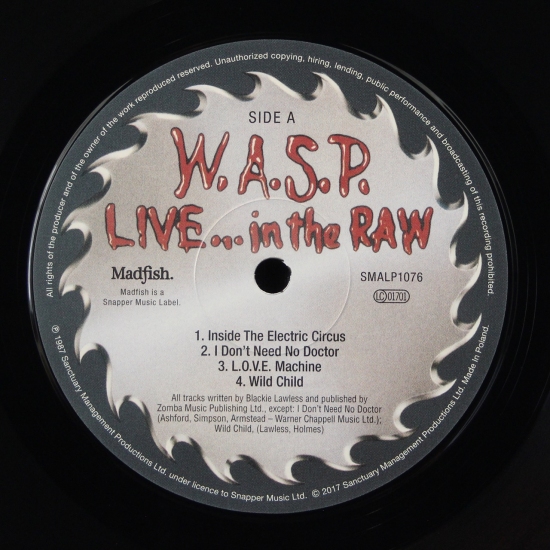 All rights of the producer and of the owner of the work reproduced reserved. Unauthorized copying, hiring, lending, public performance and broadcasting of this recording prohibited.
SIDE A
W.A.S.P.
LIVE...in the RAW
Madfish.
Madfish is a
Snapper Music Label.
SMALP1076
LC 01701
1. Inside The Electric Circus
2. I Don't Need No Doctor
3. L.O.V.E. Machine
4. Wild Child
All tracks written by Blackie Lawless and published by
Zomba Music Publishing Ltd., except: I Don't Need No Doctor
(Ashford, Simpson, Armstead – Warner Chappell Music Ltd.);
Wild Child, (Lawless, Holmes)
℗ 1987 Sanctuary Management Productions Ltd. under licence to Snapper Music Ltd. © 2017 Sanctuary Management Productions Ltd. Made in Poland.